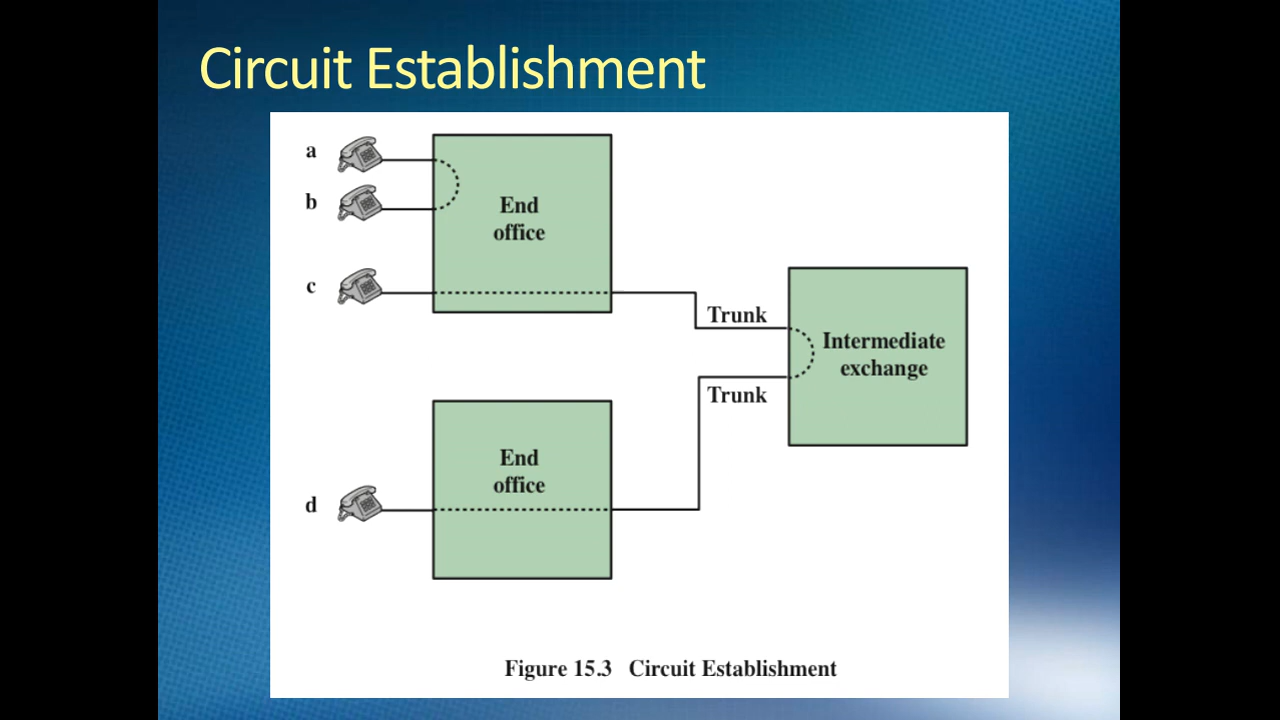 Circuit Establishment
a
b
c
End
office
Trunk
Intermediate
exchange
Trunk
End
office
d
Figure 15.3 Circuit Establishment